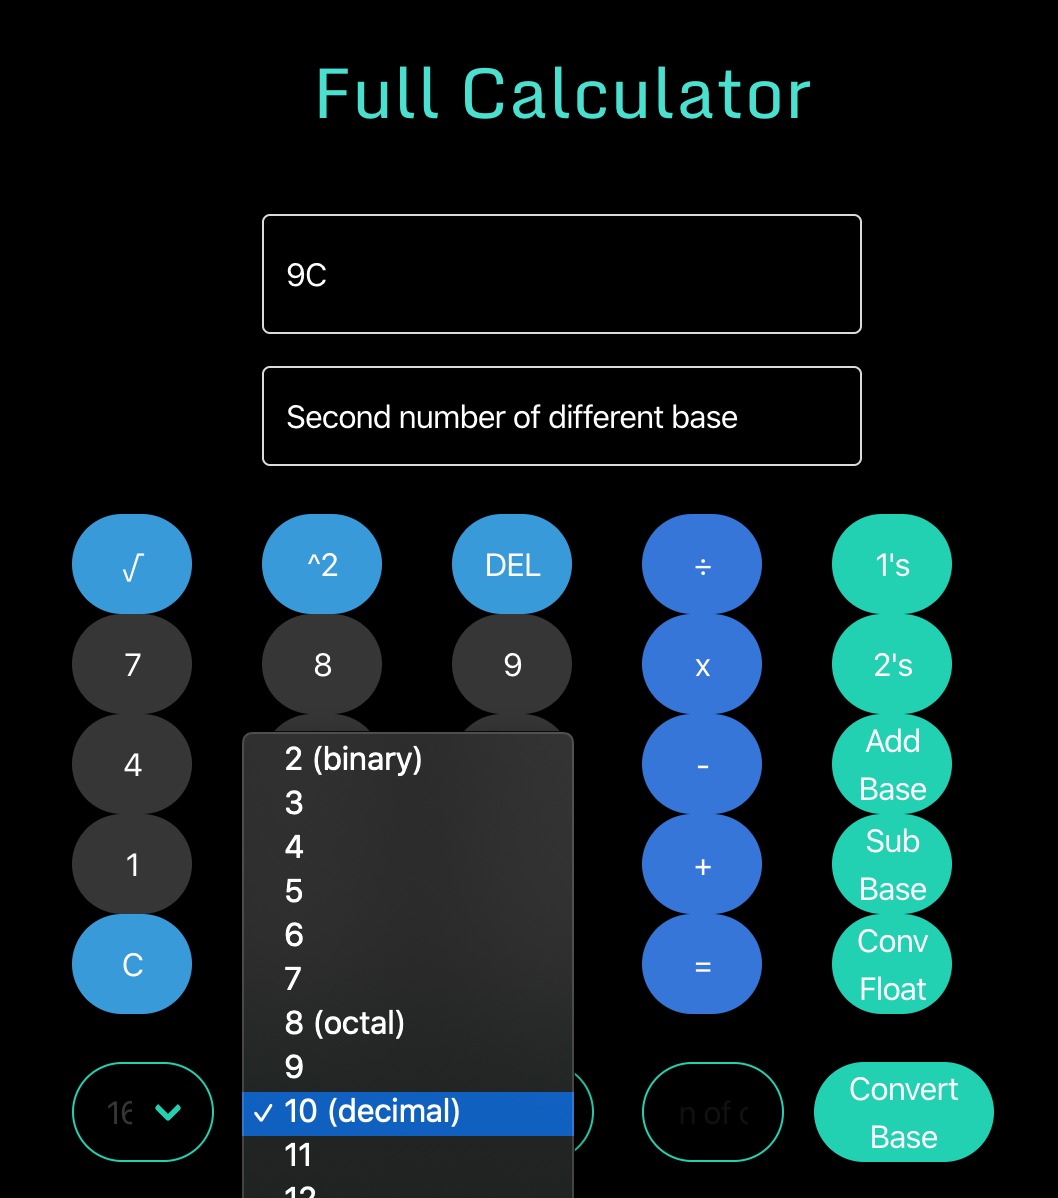 Full Calculator
9C
Second number of different base
√ ^2 DEL ÷ 1's
7 8 9 x 2's
4 - Add
Base
1 + Sub
Base
C = Conv
Float
2 (binary)
3
4
5
6
7
8 (octal)
9
✓ 10 (decimal)
11
12
16
n of
Convert
Base